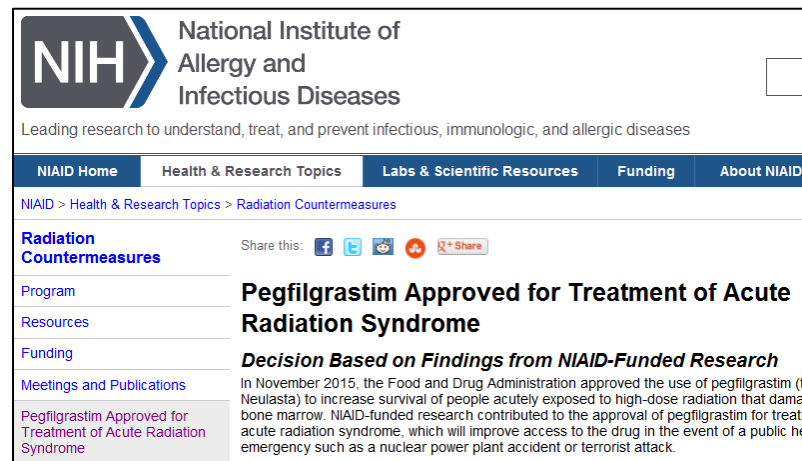 NIH
National Institute of
Allergy and
Infectious Diseases
Leading research to understand, treat, and prevent infectious, immunologic, and allergic diseases
NIAID Home Health & Research Topics Labs & Scientific Resources Funding About NIAID
NIAID > Health & Research Topics > Radiation Countermeasures
Radiation
Countermeasures
Program
Resources
Funding
Meetings and Publications
Pegfilgrastim Approved for
Treatment of Acute Radiation
Syndrome
Share this: g+ Share
Pegfilgrastim Approved for Treatment of Acute
Radiation Syndrome
Decision Based on Findings from NIAID-Funded Research
In November 2015, the Food and Drug Administration approved the use of pegfilgrastim
Neulasta) to increase survival of people acutely exposed to high-dose radiation that
bone marrow. NIAID-funded research contributed to the approval of pegfilgrastim for
acute radiation syndrome, which will improve access to the drug in the event of a public
emergency such as a nuclear power plant accident or terrorist attack.